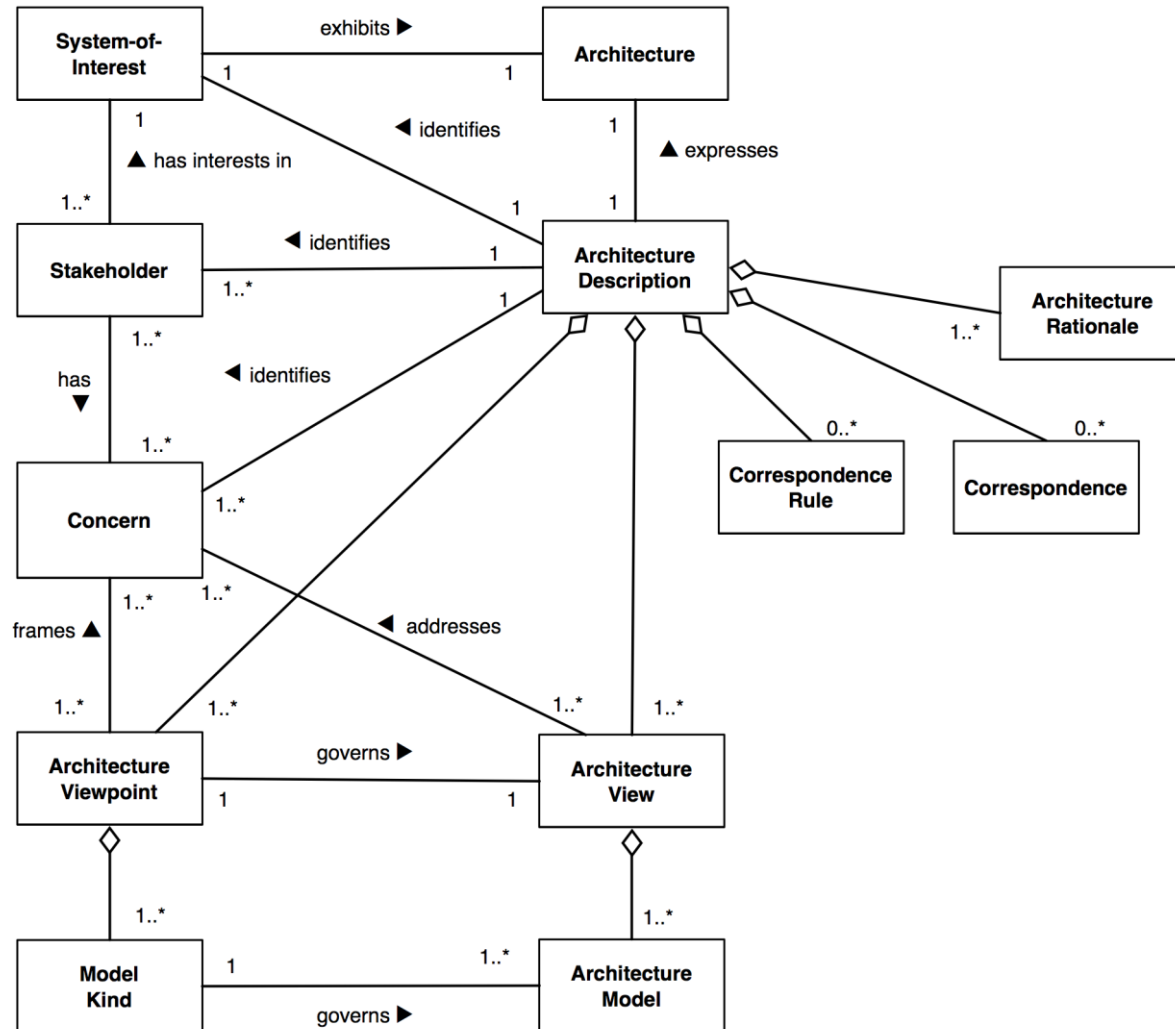 System-of-
Interest
exhibits ▶
Architecture
1
1
1
1
◀ identifies
▲ has interests in
▲ expresses
1..*
1
1
Stakeholder
◀ identifies
1
1..*
Architecture
Description
1
Architecture
Rationale
1..*
1..*
has
▼
◀ identifies
1..*
1..*
0..*
0..*
Concern
Correspondence
Rule
Correspondence
1..*
1..*
frames ▲
◀ addresses
1..*
1..*
1..*
1..*
Architecture
Viewpoint
governs ▶
1
1
Architecture
View
1..*
1..*
Model
Kind
1
1..*
governs ▶
Architecture
Model